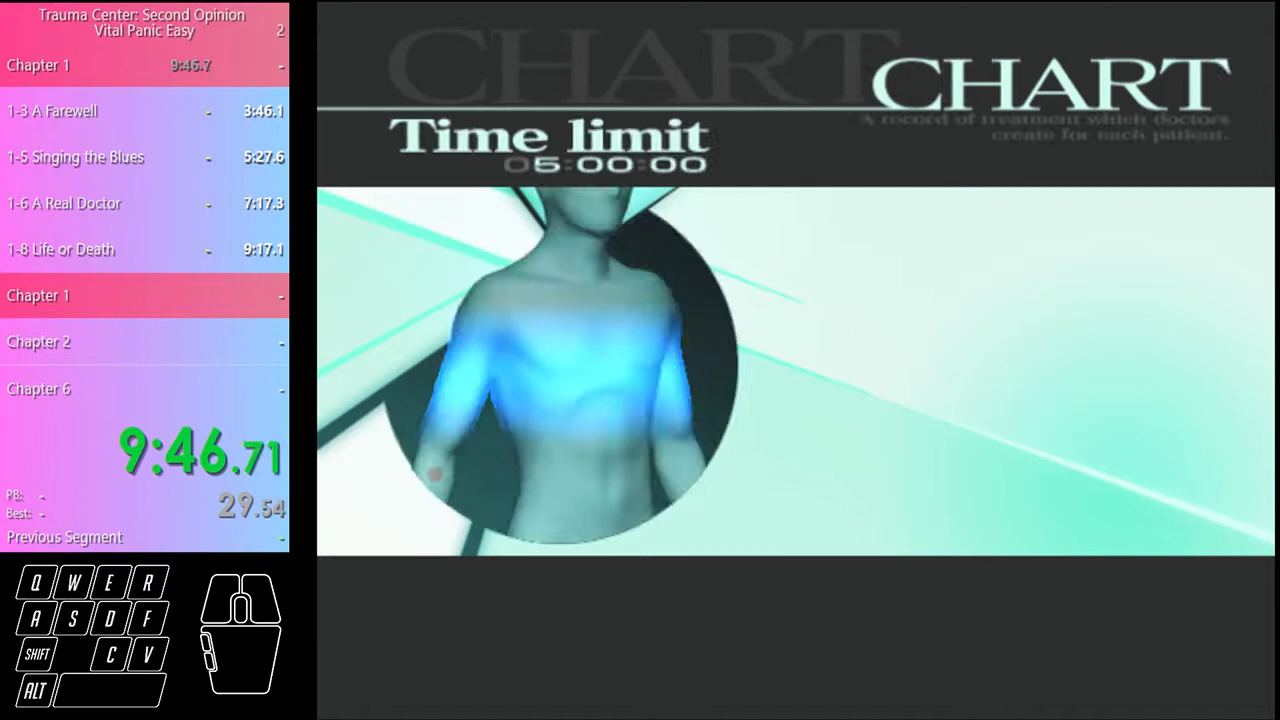 Trauma Center: Second Opinion
Vital Panic Easy 2
Chapter 1 9:46.7 -
1-3 A Farewell - 3:46.1
1-5 Singing the Blues - 5:27.6
1-6 A Real Doctor - 7:17.3
1-8 Life or Death - 9:17.1
Chapter 1 -
Chapter 2 -
Chapter 6 -
9:46.71
PB: -
29.54
Best: -
Previous Segment -
Q W E R
A S D F
SHIFT C V
ALT
CHART
CHART
A record of treatment which doctors
create for each patient.
Time limit
05:00:00